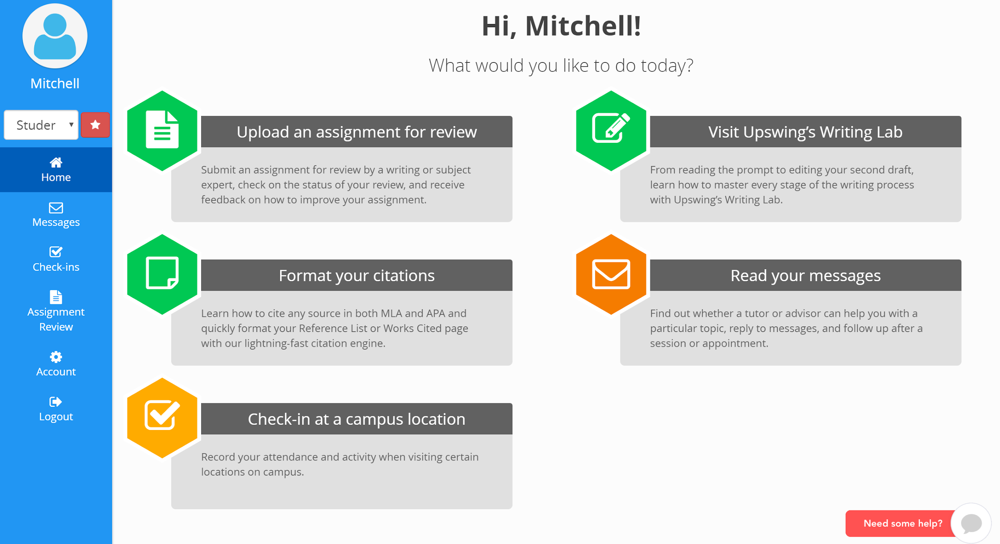 Mitchell
Studer
Home
Messages
Check-ins
Assignment
Review
Account
Logout
Hi, Mitchell!
What would you like to do today?
Upload an assignment for review
Submit an assignment for review by a writing or subject
expert, check on the status of your review, and receive
feedback on how to improve your assignment.
Visit Upswing’s Writing Lab
From reading the prompt to editing your second draft,
learn how to master every stage of the writing process
with Upswing’s Writing Lab.
Format your citations
Learn how to cite any source in both MLA and APA and
quickly format your Reference List or Works Cited page
with our lightning-fast citation engine.
Read your messages
Find out whether a tutor or advisor can help you with a
particular topic, reply to messages, and follow up after a
session or appointment.
Check-in at a campus location
Record your attendance and activity when visiting certain
locations on campus.
Need some help?